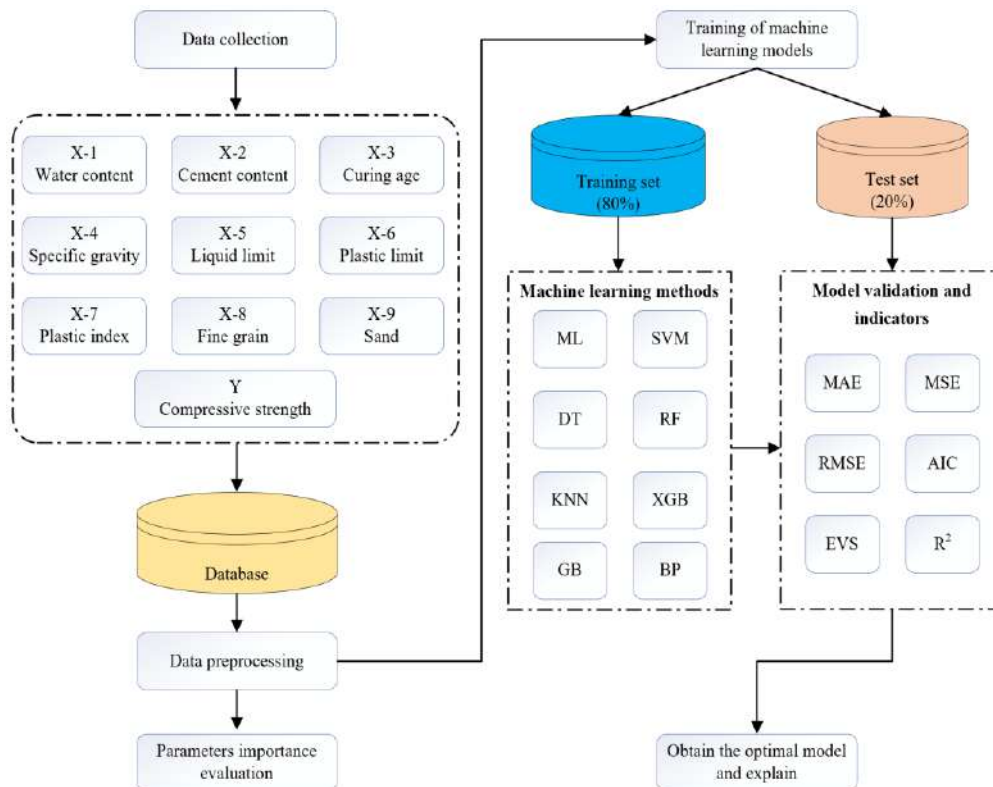 Data collection
X-1
Water content
X-2
Cement content
X-3
Curing age
X-4
Specific gravity
X-5
Liquid limit
X-6
Plastic limit
X-7
Plastic index
X-8
Fine grain
X-9
Sand
Y
Compressive strength
Database
Data preprocessing
Parameters importance
evaluation
Training of machine
learning models
Training set
(80%)
Test set
(20%)
Machine learning methods
ML
SVM
DT
RF
KNN
XGB
GB
BP
Model validation and
indicators
MAE
MSE
RMSE
AIC
EVS
R²
Obtain the optimal model
and explain